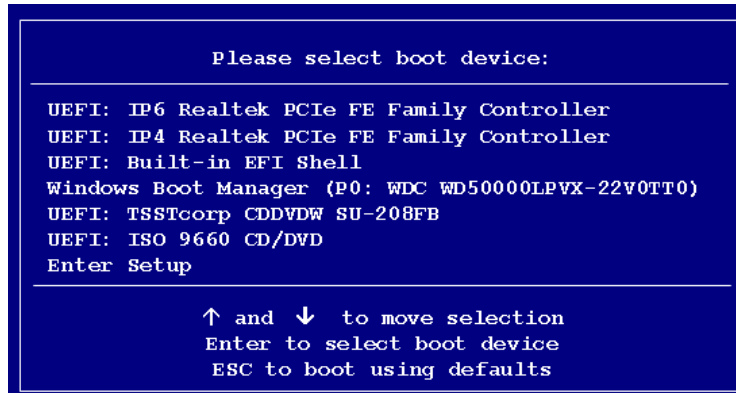 Please select boot device:
UEFI: IP6 Realtek PCIe FE Family Controller
UEFI: IP4 Realtek PCIe FE Family Controller
UEFI: Built-in EFI Shell
Windows Boot Manager (P0: WDC WD50000LPVX-22V0TT0)
UEFI: TSSTcorp CDDVDW SU-208FB
UEFI: ISO 9660 CD/DVD
Enter Setup
↑ and ↓ to move selection
Enter to select boot device
ESC to boot using defaults